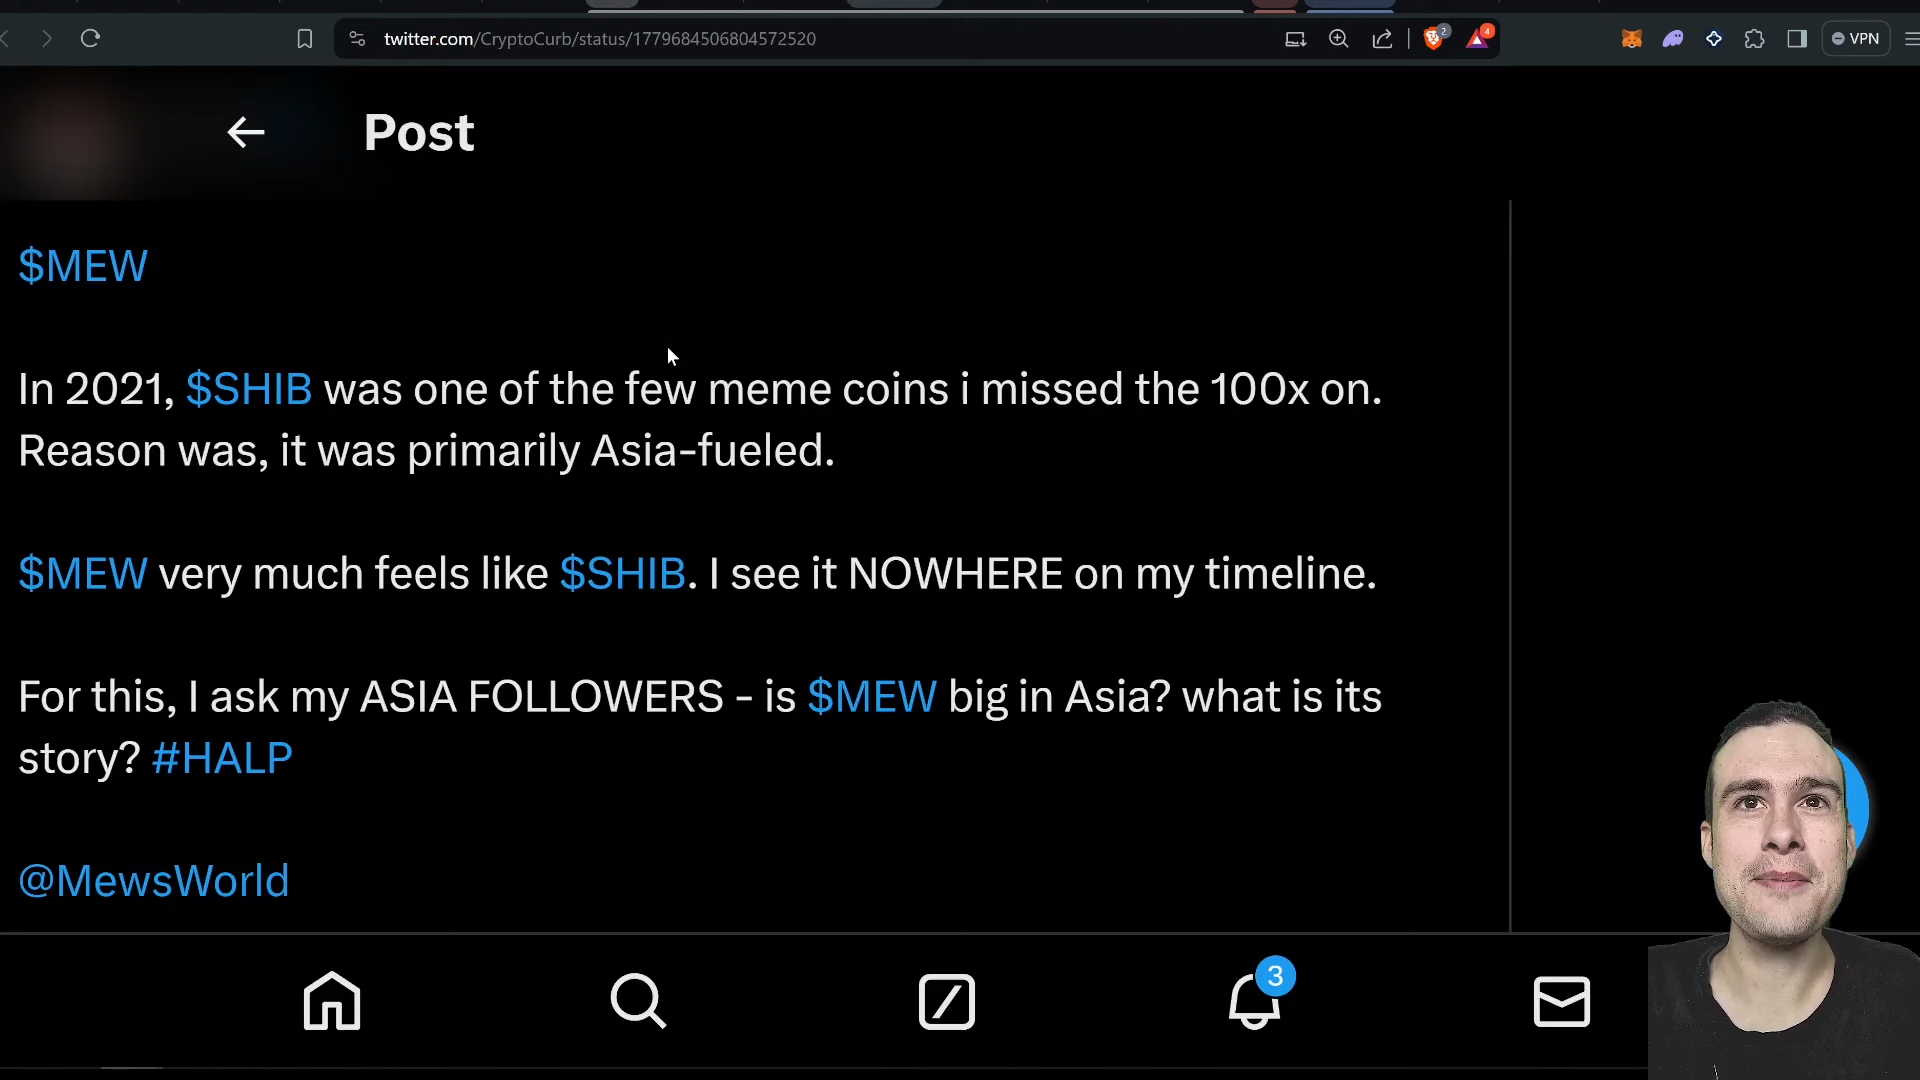 twitter.com/CryptoCurb/status/1779684506804572520
2
4
VPN
Post
$MEW
In 2021, $SHIB was one of the few meme coins i missed the 100x on.
Reason was, it was primarily Asia-fueled.
$MEW very much feels like $SHIB. I see it NOWHERE on my timeline.
For this, I ask my ASIA FOLLOWERS - is $MEW big in Asia? what is its
story? #HALP
@MewsWorld
3